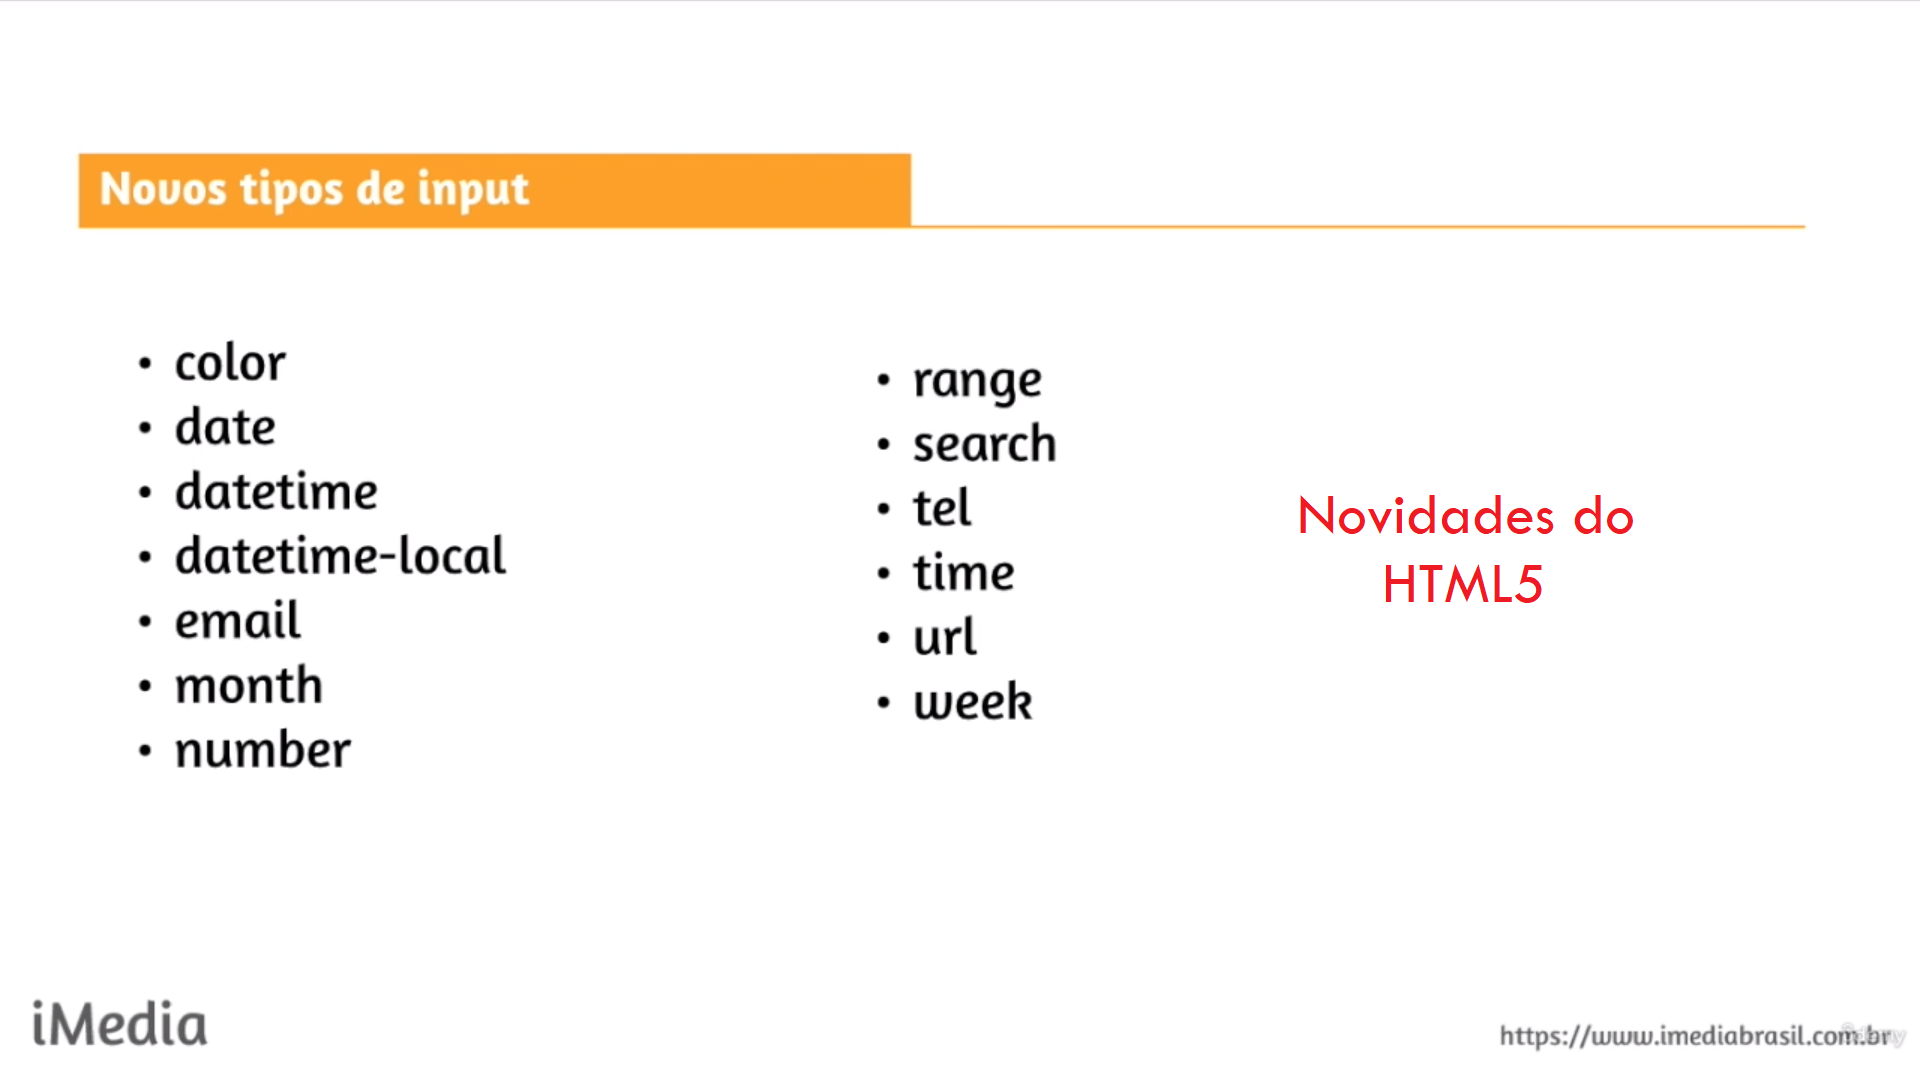 Novos tipos de input
• color
• date
• datetime
• datetime-local
• email
• month
• number
• range
• search
• tel
• time
• url
• week
Novidades do
HTML5
iMedia
https://www.imediabrasil.com.br